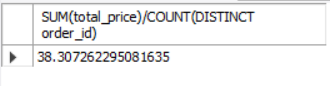 SUM(total_price)/COUNT(DISTINCT
order_id)
38.307262295081635